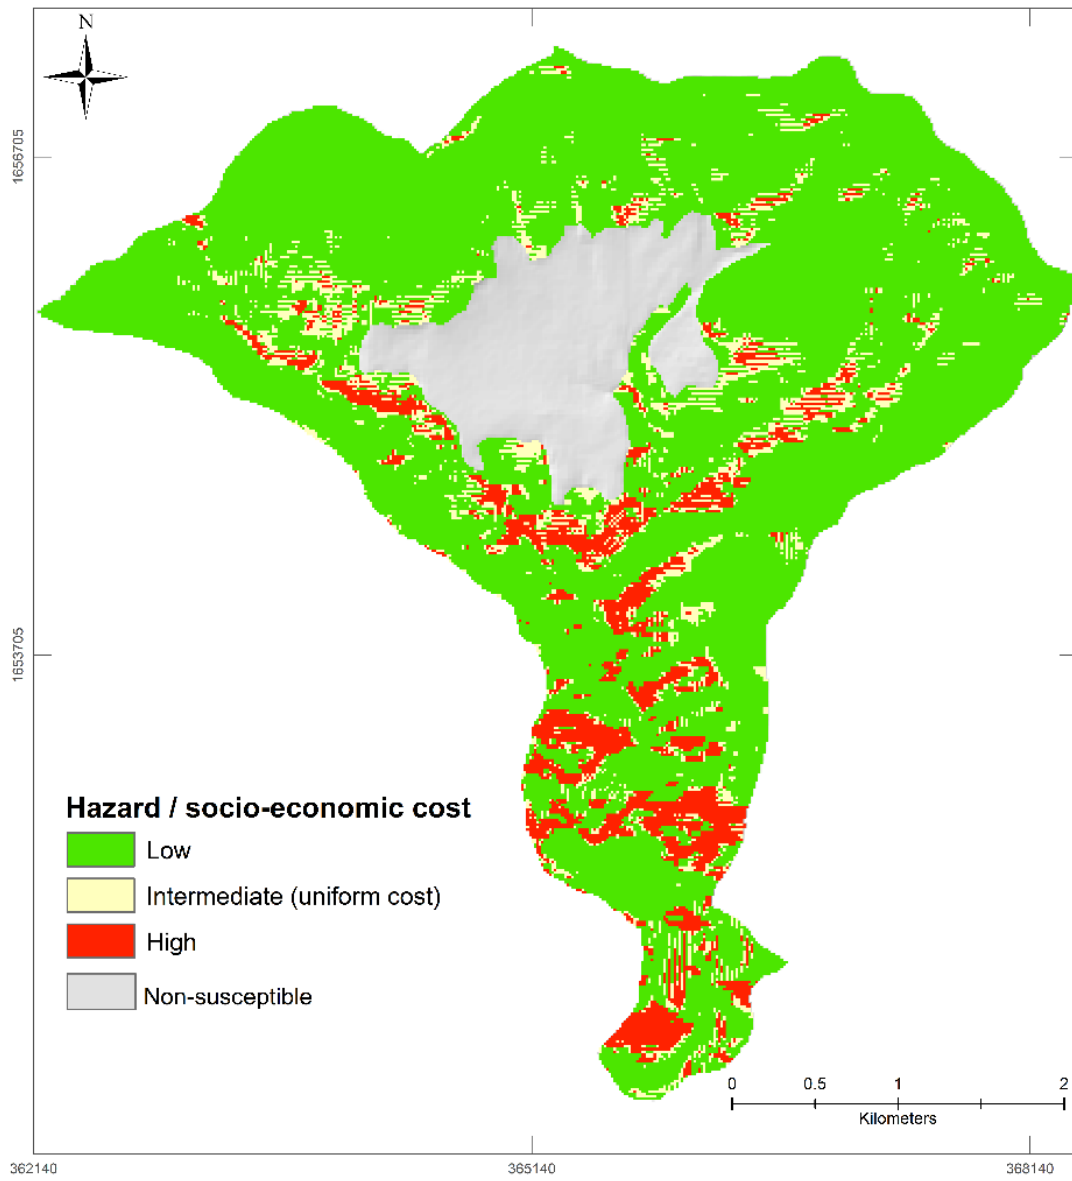 N
1656705
1653705
Hazard / socio-economic cost
Low
Intermediate (uniform cost)
High
Non-susceptible
0 0.5 1 2
Kilometers
362140 365140 368140